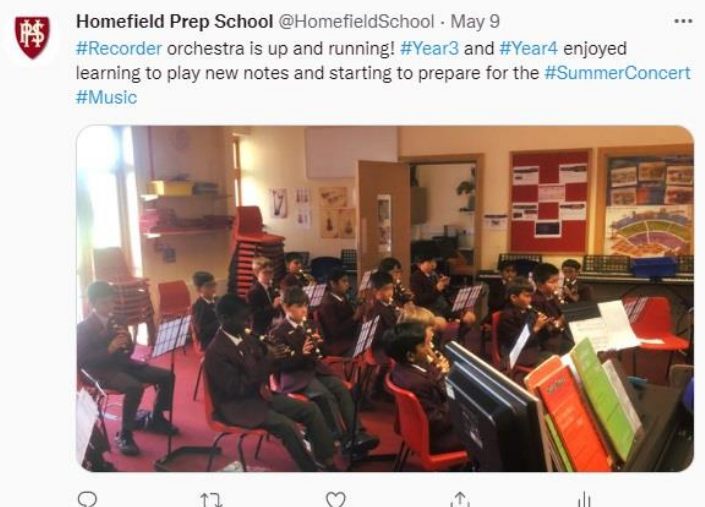 Homefield Prep School @HomefieldSchool · May 9
#Recorder orchestra is up and running! #Year3 and #Year4 enjoyed
learning to play new notes and starting to prepare for the #SummerConcert
#Music